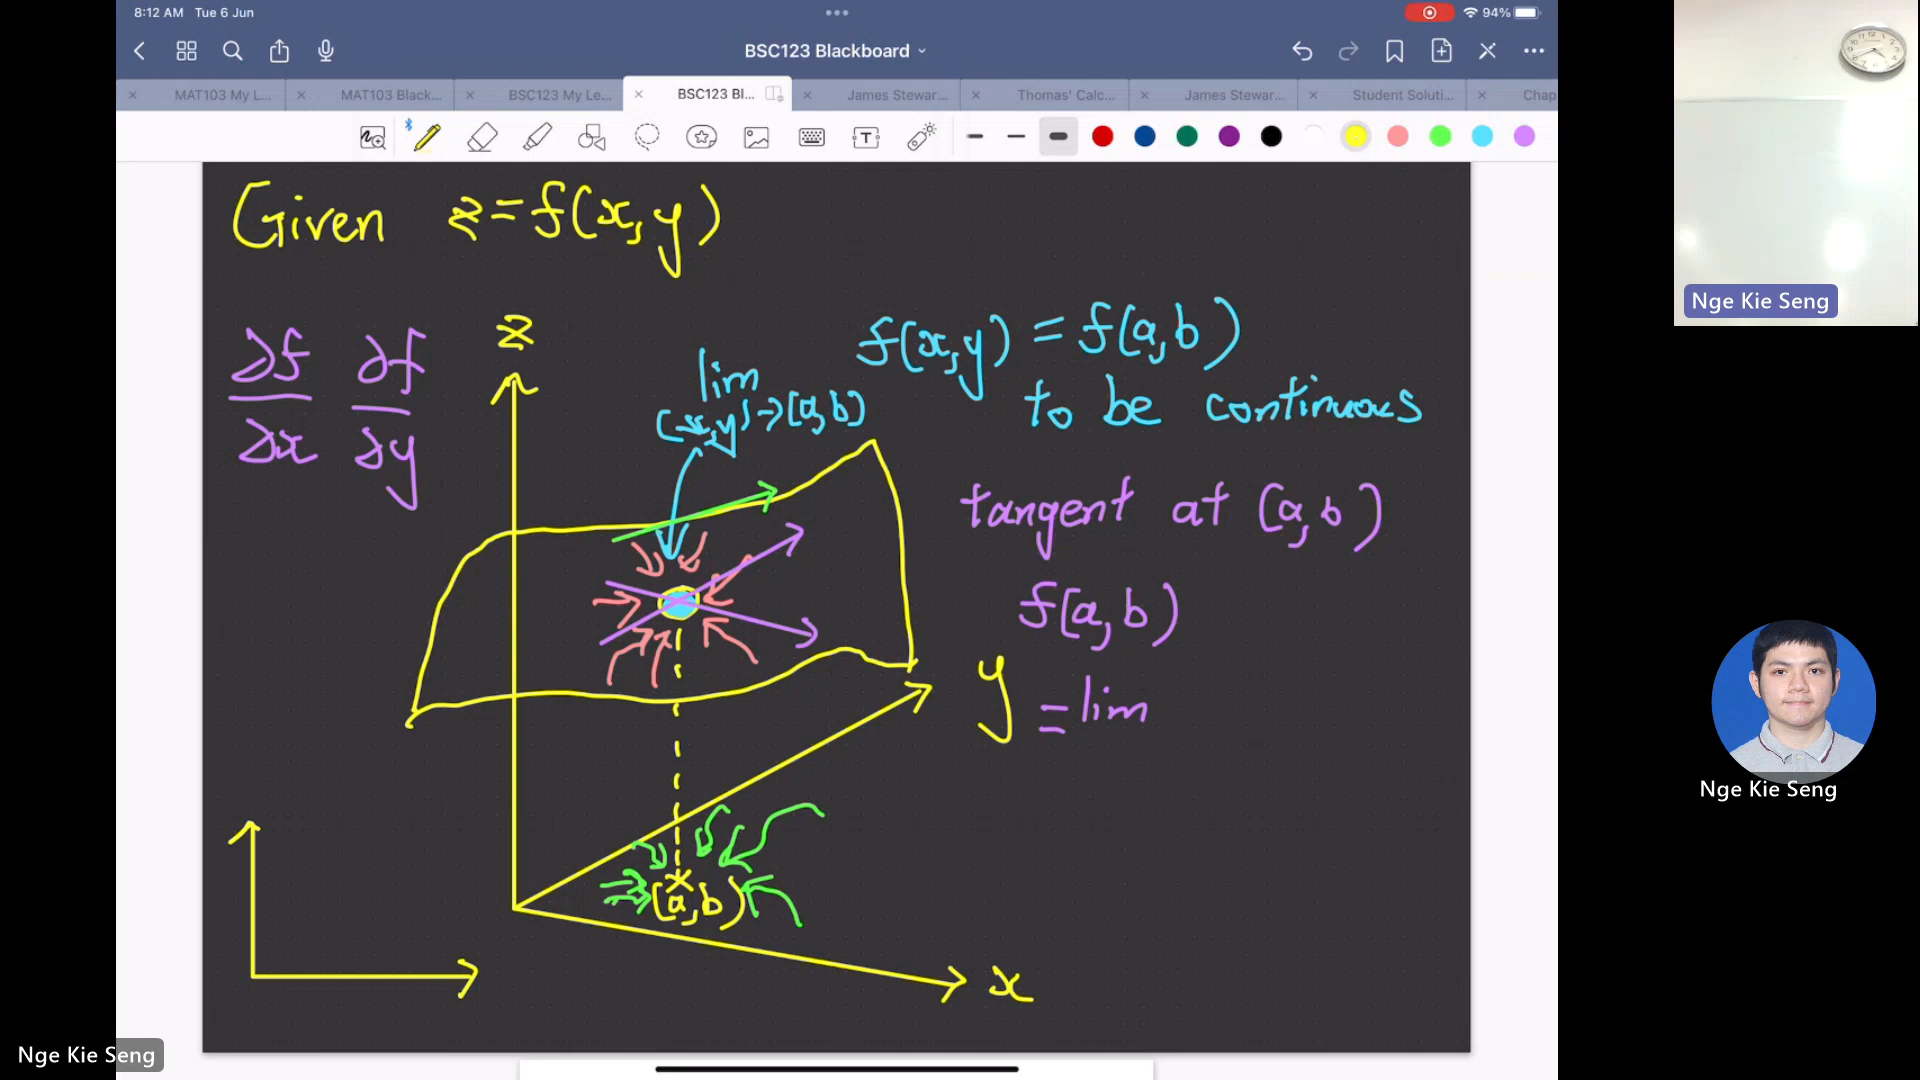 8:12 AM Tue 6 Jun
94%
BSC123 Blackboard
MAT103 My L...
MAT103 Black...
BSC123 My Le...
BSC123 Bl...
James Stewar...
Thomas' Calc...
James Stewar...
Student Soluti...
Chap
T
Given z = f(x,y)
∂f/∂x ∂f/∂y
z
lim (x,y)→(a,b) f(x,y) = f(a,b)
to be continuous
tangent at (a,b)
f(a,b)
y
= lim
(a,b)
x
Nge Kie Seng
Nge Kie Seng
Nge Kie Seng